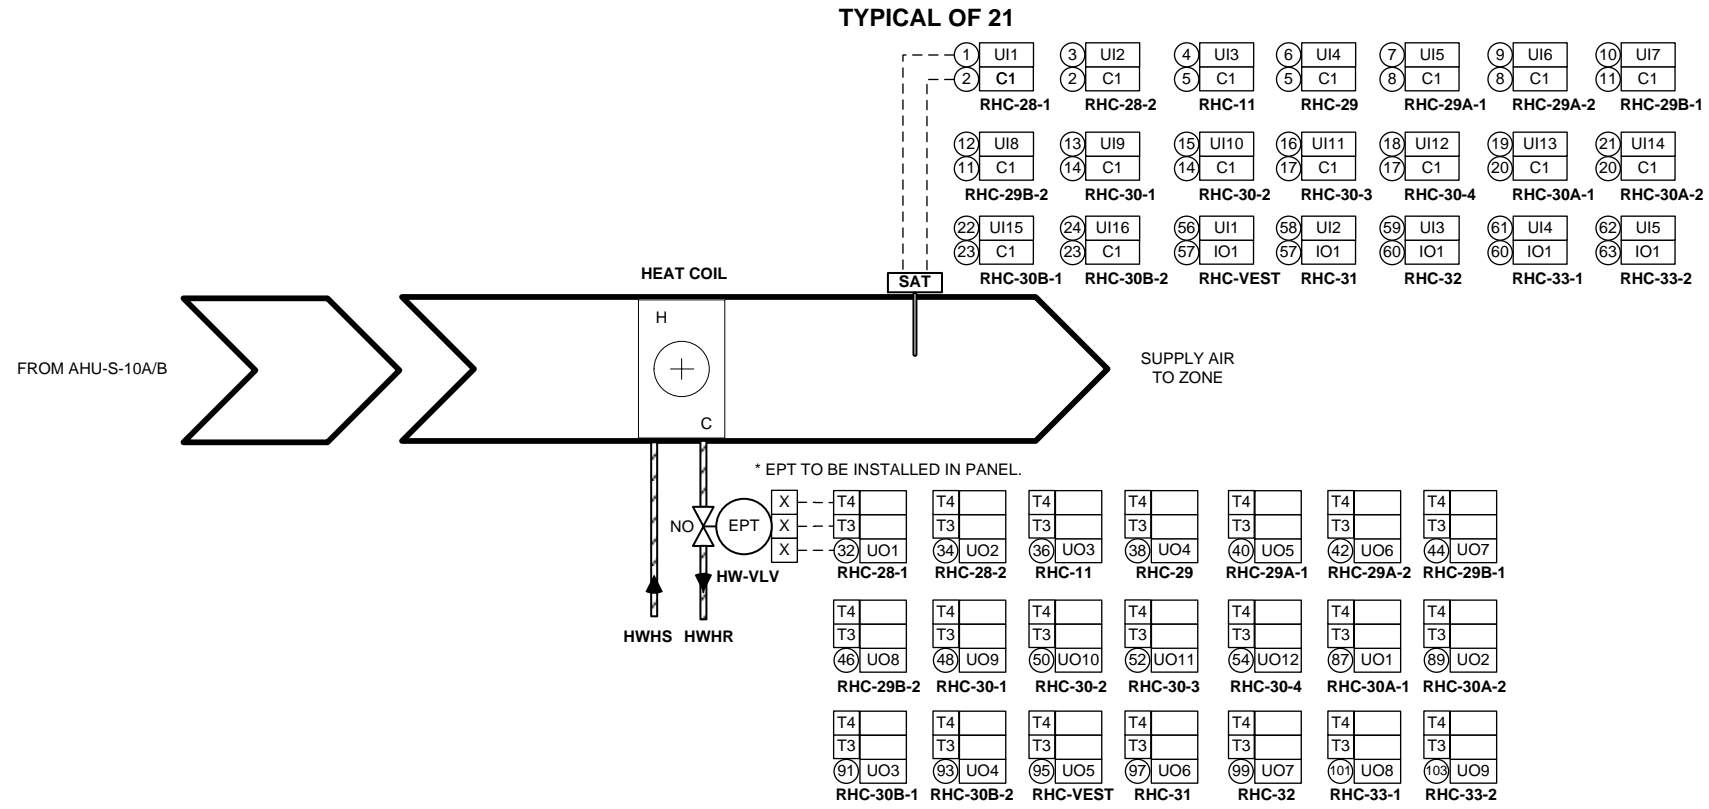 TYPICAL OF 21
1 UI1 3 UI2 4 UI3 6 UI4 7 UI5 9 UI6 10 UI7
2 C1 2 C1 5 C1 5 C1 8 C1 8 C1 11 C1
RHC-28-1 RHC-28-2 RHC-11 RHC-29 RHC-29A-1 RHC-29A-2 RHC-29B-1
12 UI8 13 UI9 15 UI10 16 UI11 18 UI12 19 UI13 21 UI14
11 C1 14 C1 14 C1 17 C1 17 C1 20 C1 20 C1
RHC-29B-2 RHC-30-1 RHC-30-2 RHC-30-3 RHC-30-4 RHC-30A-1 RHC-30A-2
22 UI15 24 UI16 56 UI1 58 UI2 59 UI3 61 UI4 62 UI5
23 C1 23 C1 57 IO1 57 IO1 60 IO1 60 IO1 63 IO1
RHC-30B-1 RHC-30B-2 RHC-VEST RHC-31 RHC-32 RHC-33-1 RHC-33-2
HEAT COIL
SAT
H
FROM AHU-S-10A/B
SUPPLY AIR
TO ZONE
C
* EPT TO BE INSTALLED IN PANEL.
X T4 T4 T4 T4 T4 T4 T4
NO EPT X T3 T3 T3 T3 T3 T3 T3
X 32 UO1 34 UO2 36 UO3 38 UO4 40 UO5 42 UO6 44 UO7
HW-VLV RHC-28-1 RHC-28-2 RHC-11 RHC-29 RHC-29A-1 RHC-29A-2 RHC-29B-1
HWHS HWHR
T4 T4 T4 T4 T4 T4 T4
T3 T3 T3 T3 T3 T3 T3
46 UO8 48 UO9 50 UO10 52 UO11 54 UO12 87 UO1 89 UO2
RHC-29B-2 RHC-30-1 RHC-30-2 RHC-30-3 RHC-30-4 RHC-30A-1 RHC-30A-2
T4 T4 T4 T4 T4 T4 T4
T3 T3 T3 T3 T3 T3 T3
91 UO3 93 UO4 95 UO5 97 UO6 99 UO7 101 UO8 103 UO9
RHC-30B-1 RHC-30B-2 RHC-VEST RHC-31 RHC-32 RHC-33-1 RHC-33-2